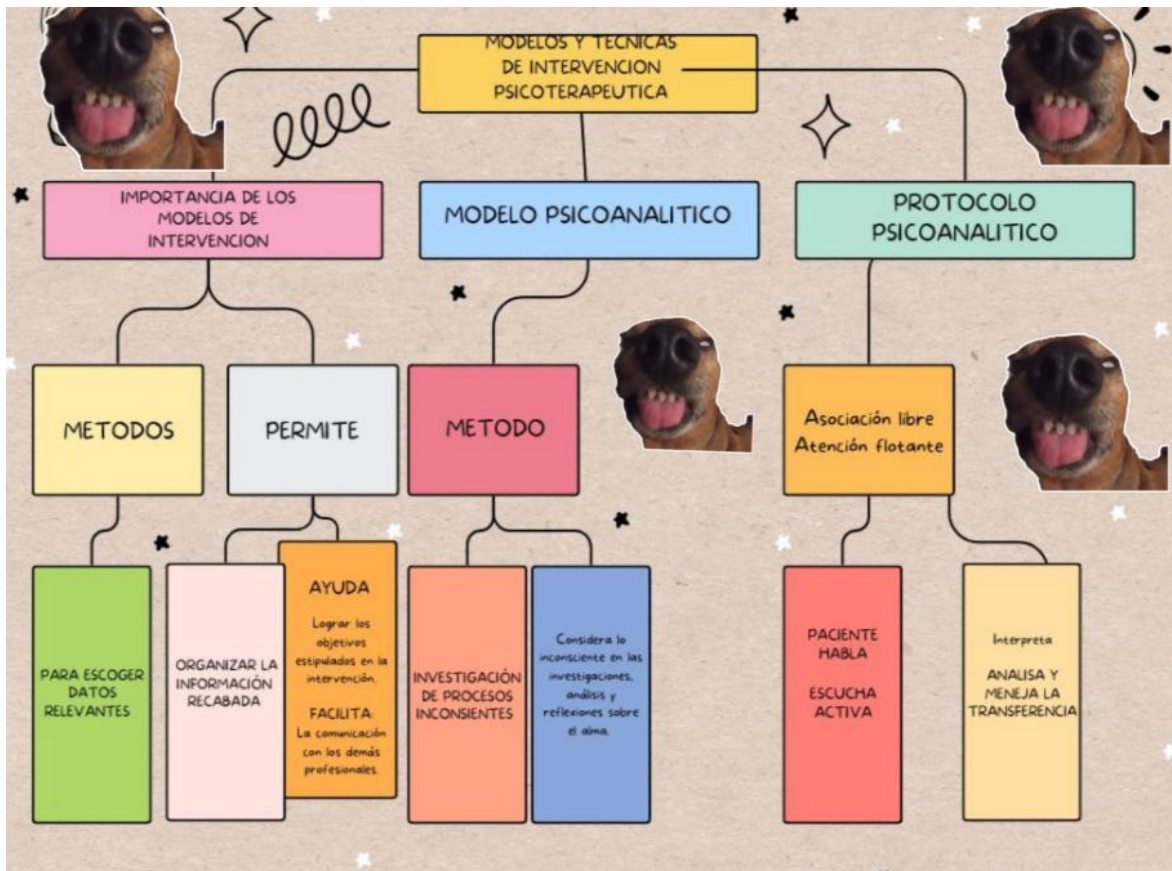 MODELOS Y TECNICAS
DE INTERVENCION
PSICOTERAPEUTICA
IMPORTANCIA DE LOS
MODELOS DE
INTERVENCION
MODELO PSICOANALITICO
PROTOCOLO
PSICOANALITICO
METODOS
PERMITE
METODO
Asociación libre
Atención flotante
PARA ESCOGER
DATOS
RELEVANTES
ORGANIZAR LA
INFORMACIÓN
RECABADA
AYUDA
Lograr los
objetivos
estipulados en la
intervención.
FACILITA:
La comunicación
con los demás
profesionales.
INVESTIGACIÓN
DE PROCESOS
INCONSIENTES
Considera lo
inconsciente en las
investigaciones,
análisis y
reflexiones sobre
el alma.
PACIENTE
HABLA
ESCUCHA
ACTIVA
Interpreta
ANALISA Y
MENEJA LA
TRANSFERENCIA